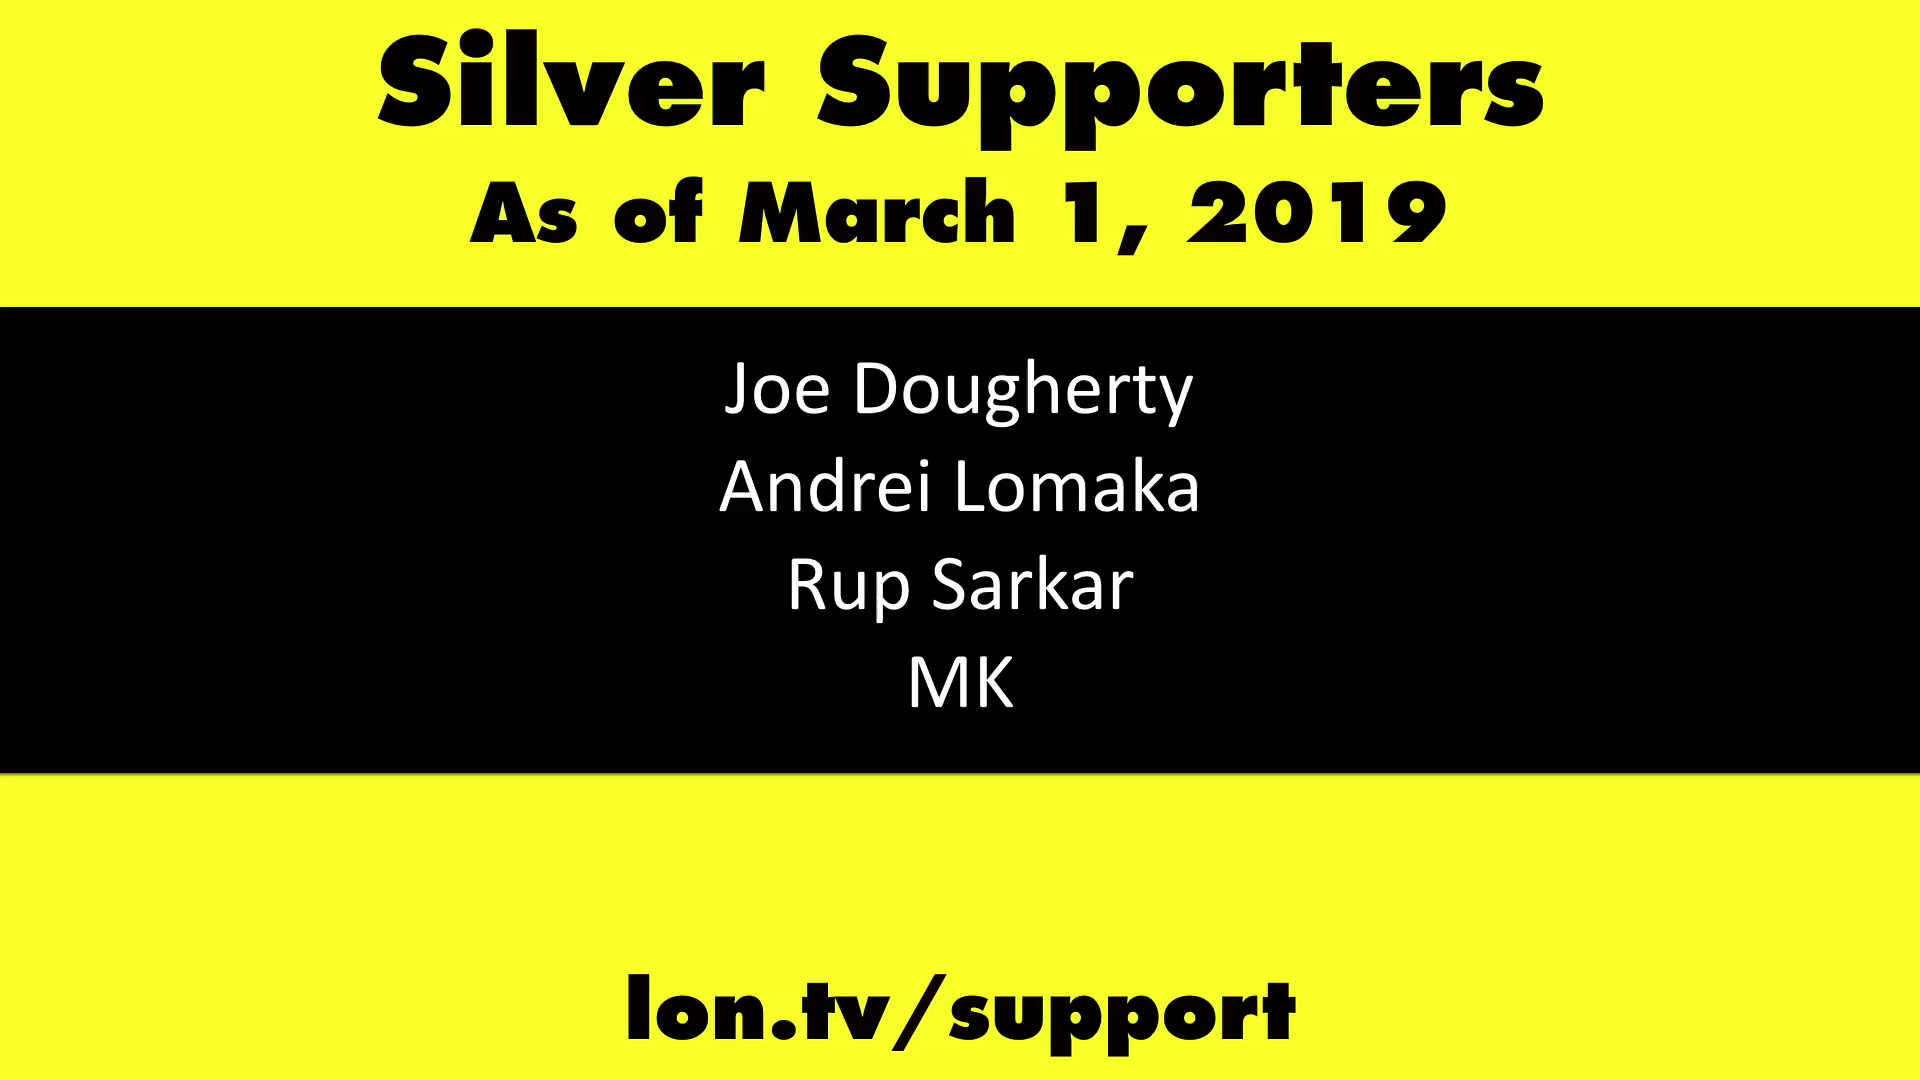 Silver Supporters
As of March 1, 2019
Joe Dougherty
Andrei Lomaka
Rup Sarkar
MK
lon.tv/support